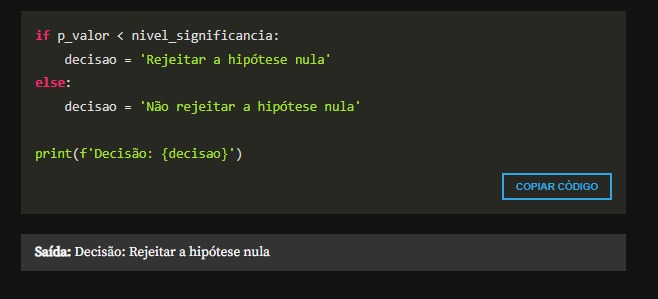 if p_valor < nivel_significancia:
    decisao = 'Rejeitar a hipótese nula'
else:
    decisao = 'Não rejeitar a hipótese nula'

print(f'Decisão: {decisao}')
COPIAR CÓDIGO
Saída: Decisão: Rejeitar a hipótese nula